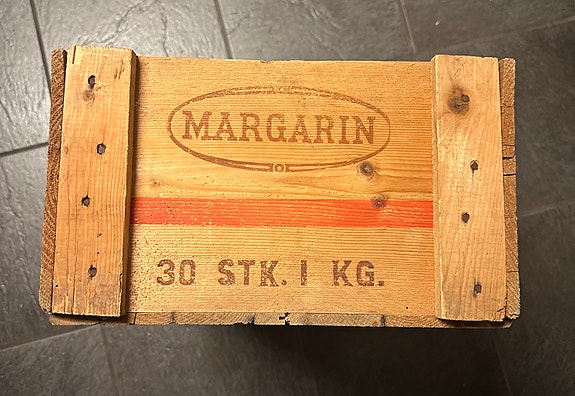 MARGARIN
30 STK. 1 KG.